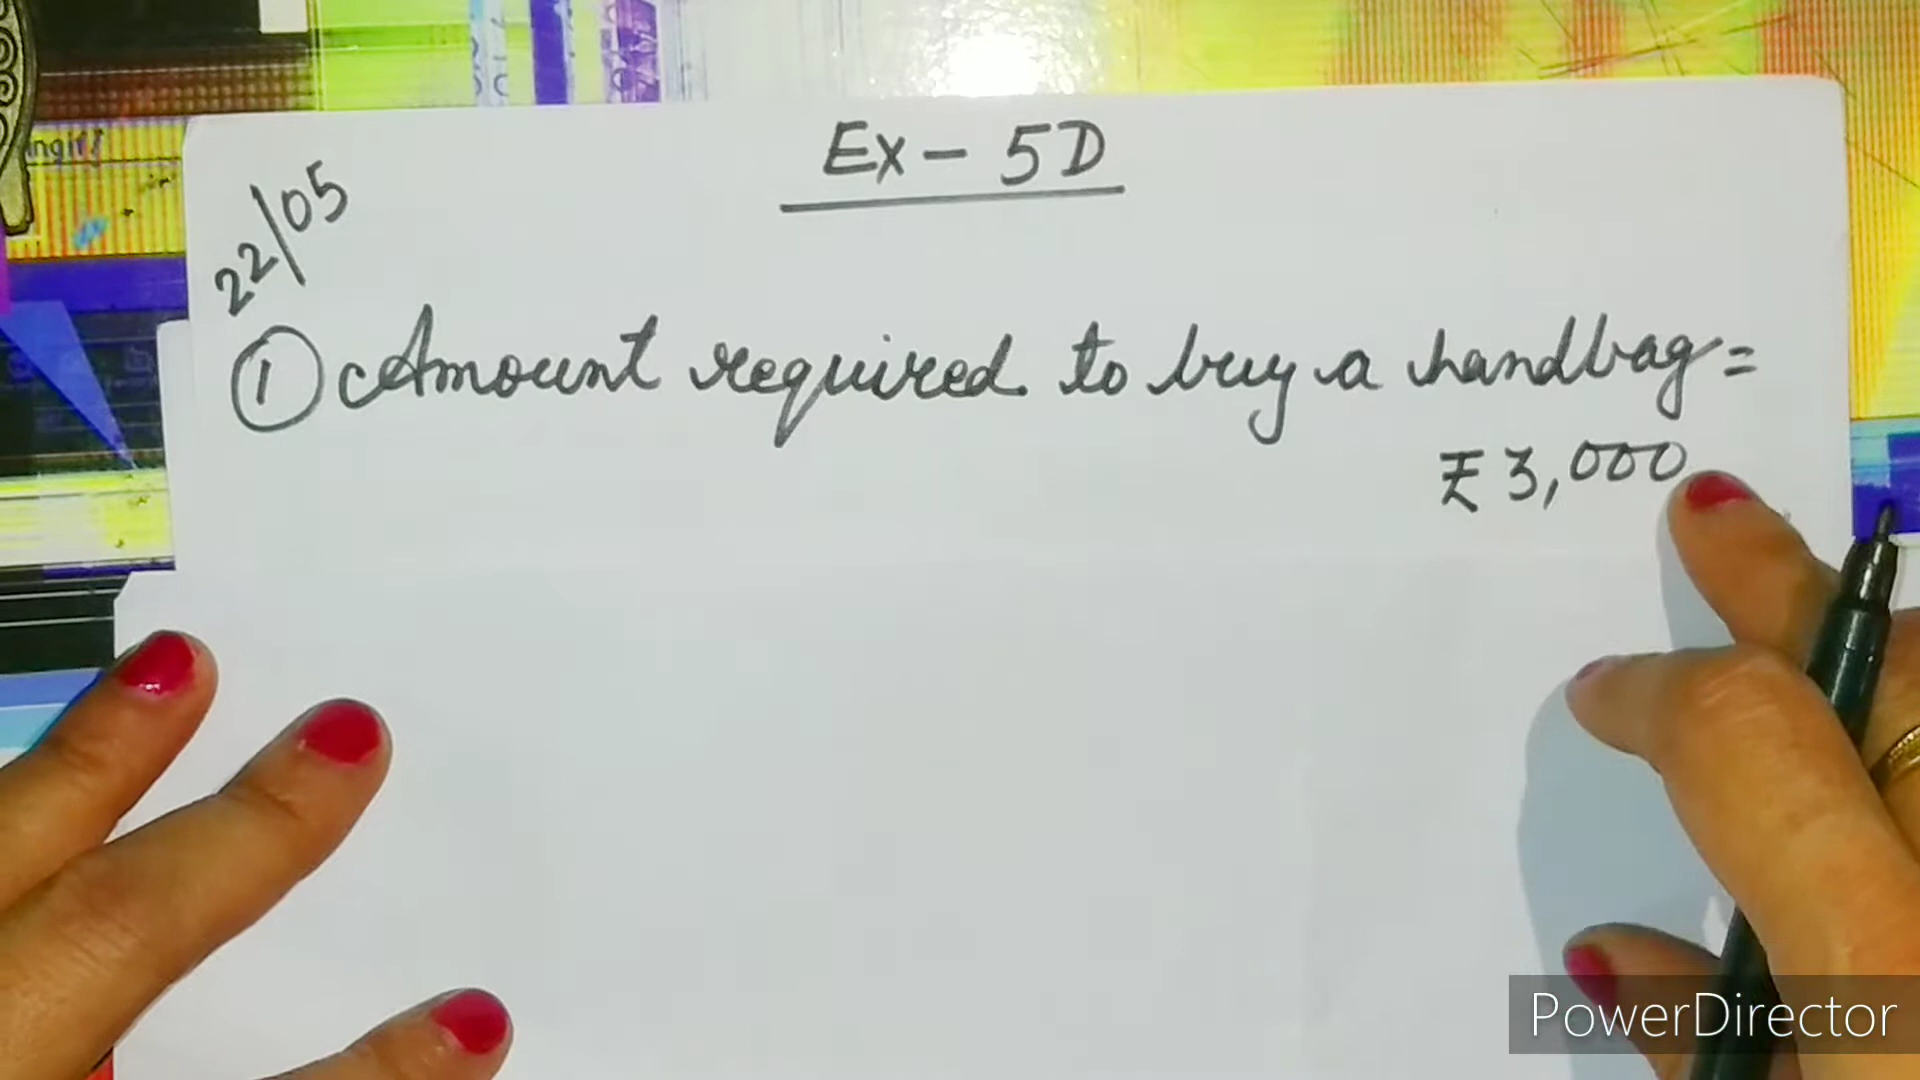 Ex - 5D
22/05
① Amount required to buy a handbag =
₹ 3,000
PowerDirector